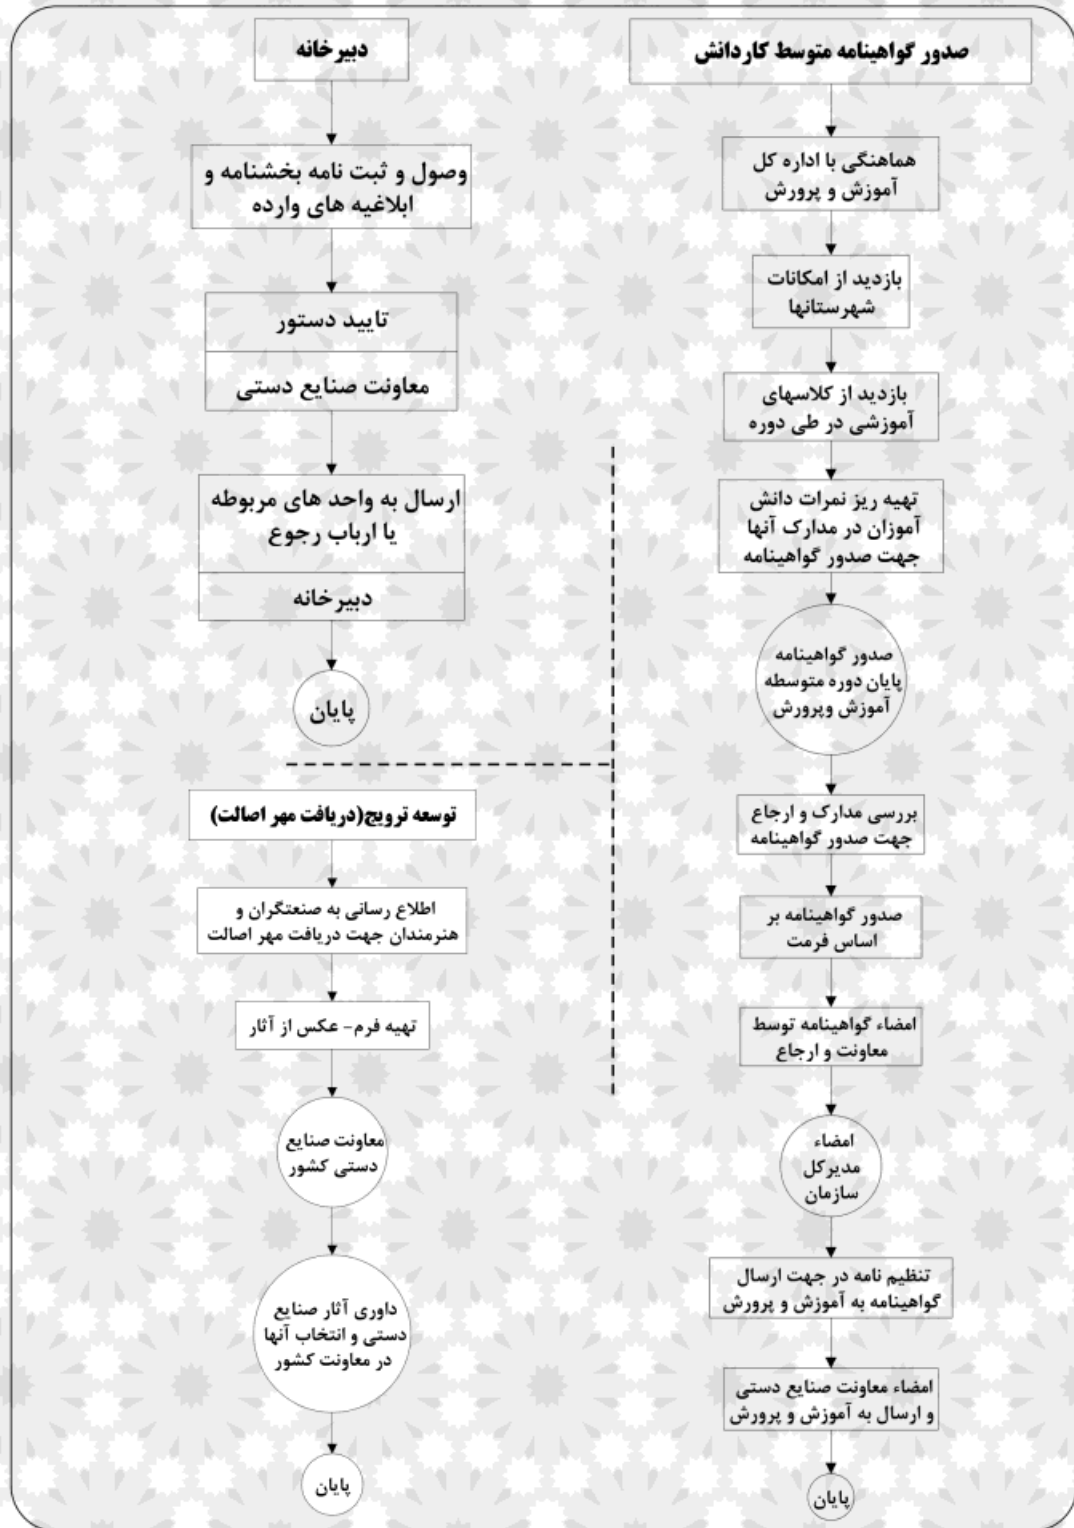 صدور گواهینامه متوسط کاردانش
هماهنگی با اداره کل
آموزش و پرورش
بازدید از امکانات
شهرستانها
بازدید از کلاسهای
آموزشی در طی دوره
تهیه ریز نمرات دانش
آموزان در مدارک آنها
جهت صدور گواهینامه
صدور گواهینامه
پایان دوره متوسطه
آموزش وپرورش
بررسی مدارک و ارجاع
جهت صدور گواهینامه
صدور گواهینامه بر
اساس فرمت
امضاء گواهینامه توسط
معاونت و ارجاع
امضاء
مدیرکل
سازمان
تنظیم نامه در جهت ارسال
گواهینامه به آموزش و پرورش
امضاء معاونت صنایع دستی
و ارسال به آموزش و پرورش
پایان
دبیرخانه
وصول و ثبت نامه بخشنامه و
ابلاغیه های وارده
تایید دستور
معاونت صنایع دستی
ارسال به واحد های مربوطه
یا ارباب رجوع
دبیرخانه
پایان
توسعه ترویج(دریافت مهر اصالت)
اطلاع رسانی به صنعتگران و
هنرمندان جهت دریافت مهر اصالت
تهیه فرم- عکس از آثار
معاونت صنایع
دستی کشور
داوری آثار صنایع
دستی و انتخاب آنها
در معاونت کشور
پایان